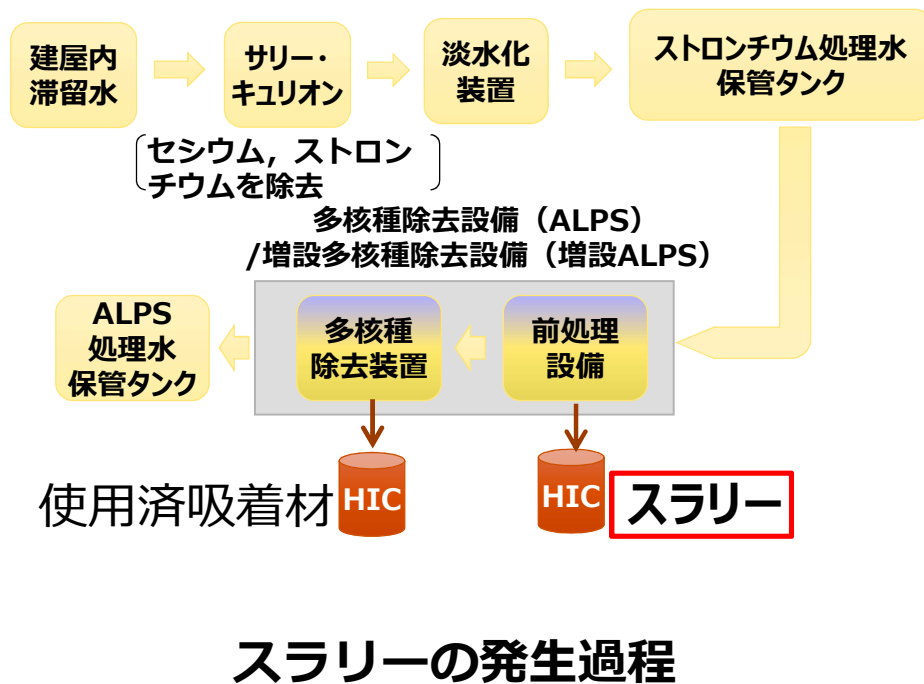 建屋内
滞留水
サリー・
キュリオン
淡水化
装置
ストロンチウム処理水
保管タンク
セシウム，ストロン
チウムを除去
多核種除去設備（ALPS）
/増設多核種除去設備（増設ALPS）
ALPS
処理水
保管タンク
多核種
除去装置
前処理
設備
使用済吸着材
HIC
HIC
スラリー
スラリーの発生過程